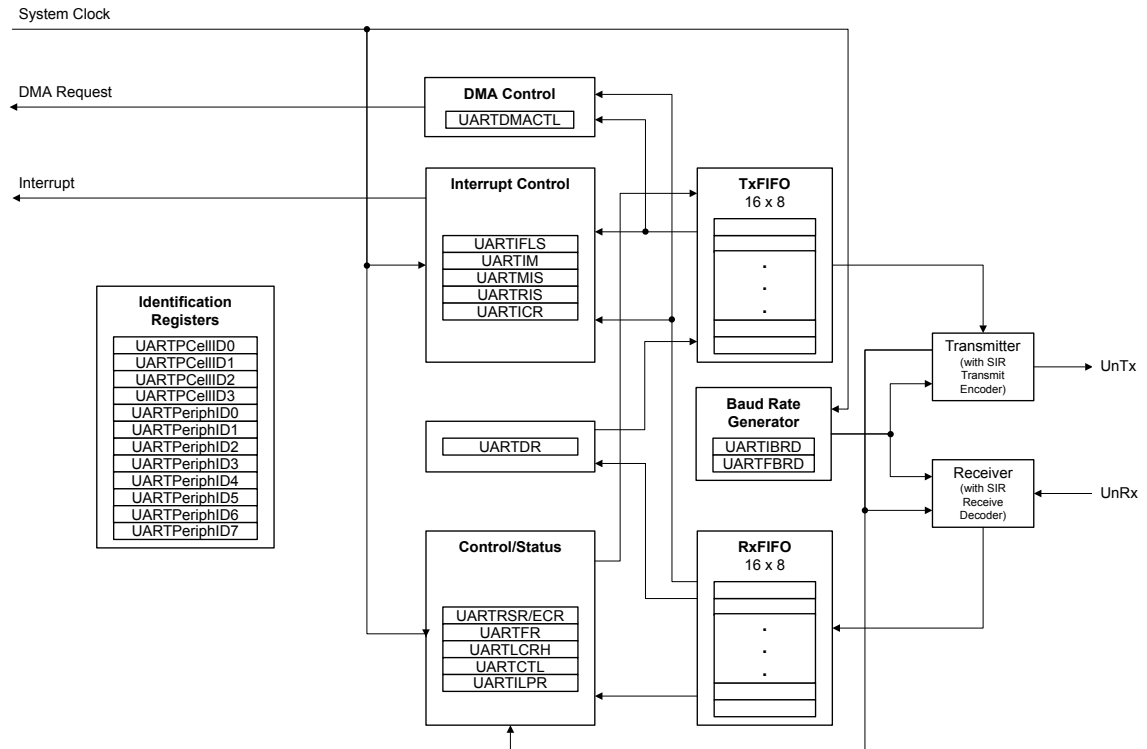 System Clock
DMA Request
DMA Control
UARTDMACTL
Interrupt
Interrupt Control
UARTIFLS
UARTIM
UARTMIS
UARTRIS
UARTICR
TxFIFO
16 x 8
.
.
.
Identification
Registers
UARTPCellID0
UARTPCellID1
UARTPCellID2
UARTPCellID3
UARTPeriphID0
UARTPeriphID1
UARTPeriphID2
UARTPeriphID3
UARTPeriphID4
UARTPeriphID5
UARTPeriphID6
UARTPeriphID7
Transmitter
(with SIR
Transmit
Encoder)
UnTx
Baud Rate
Generator
UARTIBRD
UARTFBRD
UARTDR
Receiver
(with SIR
Receive
Decoder)
UnRx
Control/Status
UARTRSR/ECR
UARTFR
UARTLCRH
UARTCTL
UARTILPR
RxFIFO
16 x 8
.
.
.